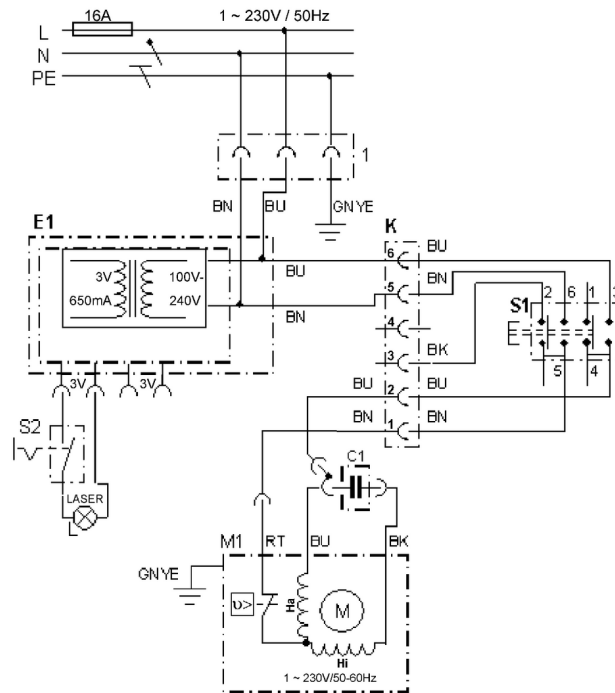 16A 1 ~ 230V / 50Hz
L
N
PE
1
BN BU GNYE
E1
K
3V 100V-
650mA 240V
BU
BN
6 BU
5 BN
4
3 BK
BU 2 BU
BN 1 BN
2 6 1 3
S1
5 4
3V 3V
S2
LASER
L
C1
M1 RT BU BK
GNYE
υ>
Ha
M
Hi
1 ~ 230V/50-60Hz